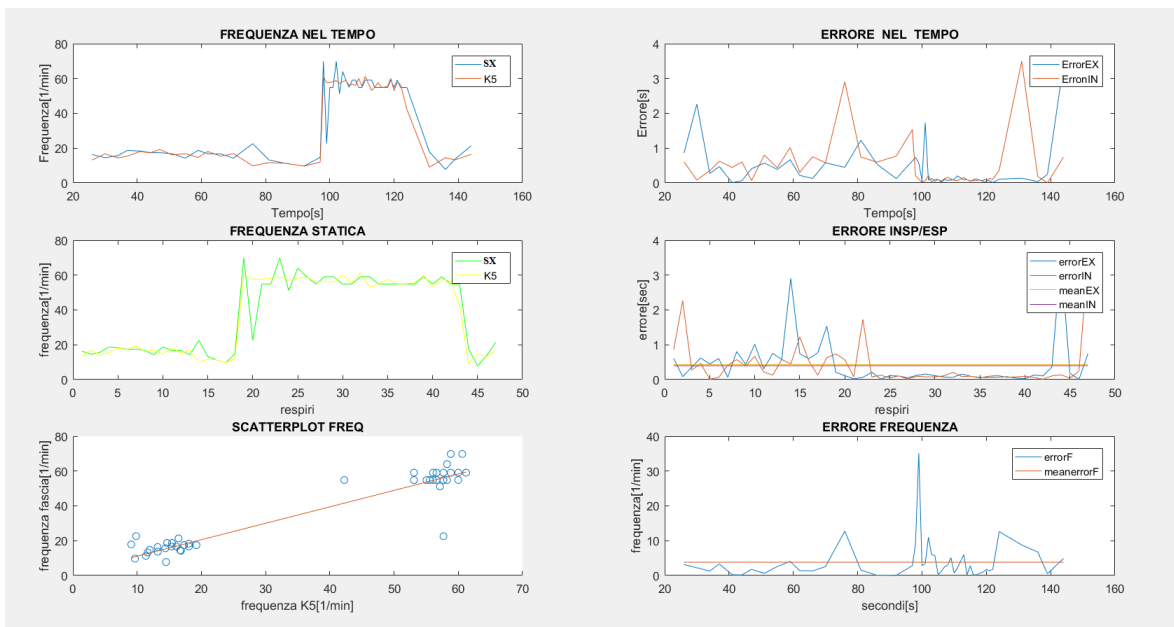 FREQUENZA NEL TEMPO
Frequenza[1/min]
80
60
40
20
0
20 40 60 80 100 120 140 160
Tempo[s]
SX
K5
ERRORE NEL TEMPO
Errore[s]
4
3
2
1
0
20 40 60 80 100 120 140 160
Tempo[s]
ErrorEX
ErronIN
FREQUENZA STATICA
frequenza[1/min]
80
60
40
20
0
0 5 10 15 20 25 30 35 40 45 50
respiri
SX
K5
ERRORE INSP/ESP
errore[sec]
4
3
2
1
0
0 5 10 15 20 25 30 35 40 45 50
respiri
errorEX
errorIN
meanEX
meanIN
SCATTERPLOT FREQ
frequenza fascia[1/min]
80
60
40
20
0
0 10 20 30 40 50 60 70
frequenza K5[1/min]
ERRORE FREQUENZA
frequenza[1/min]
40
30
20
10
0
20 40 60 80 100 120 140 160
secondi[s]
errorF
meanerrorF